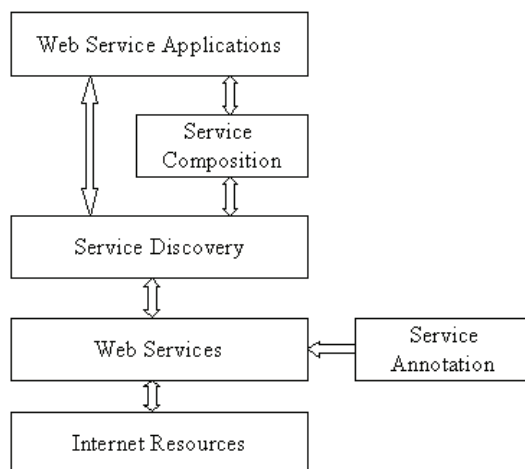 Web Service Applications
Service
Composition
Service Discovery
Web Services
Service
Annotation
Internet Resources